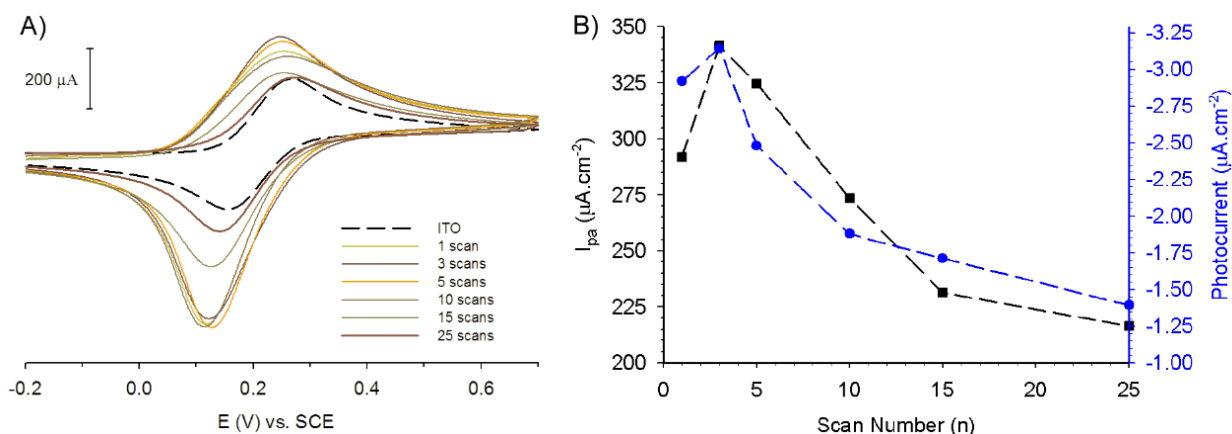 A)
200 μA
ITO
1 scan
3 scans
5 scans
10 scans
15 scans
25 scans
-0.2 0.0 0.2 0.4 0.6
E (V) vs. SCE
B)
350
325
300
275
250
225
200
I_pa (μA.cm⁻²)
-3.25
-3.00
-2.75
-2.50
-2.25
-2.00
-1.75
-1.50
-1.25
-1.00
Photocurrent (μA.cm⁻²)
0 5 10 15 20 25
Scan Number (n)